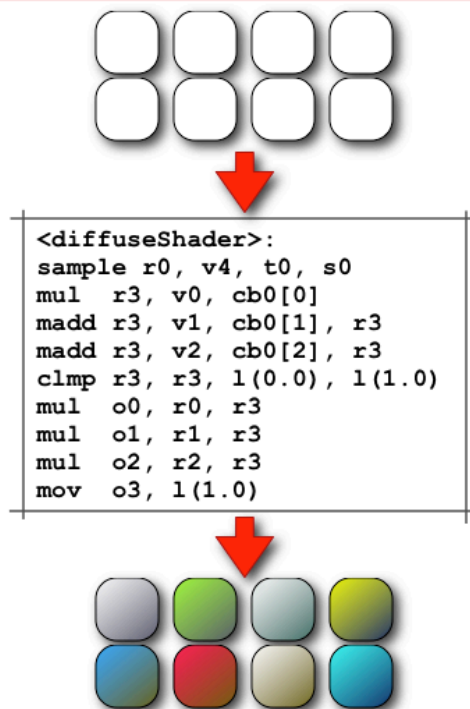 <diffuseShader>:
sample r0, v4, t0, s0
mul r3, v0, cb0[0]
madd r3, v1, cb0[1], r3
madd r3, v2, cb0[2], r3
clmp r3, r3, l(0.0), l(1.0)
mul o0, r0, r3
mul o1, r1, r3
mul o2, r2, r3
mov o3, l(1.0)